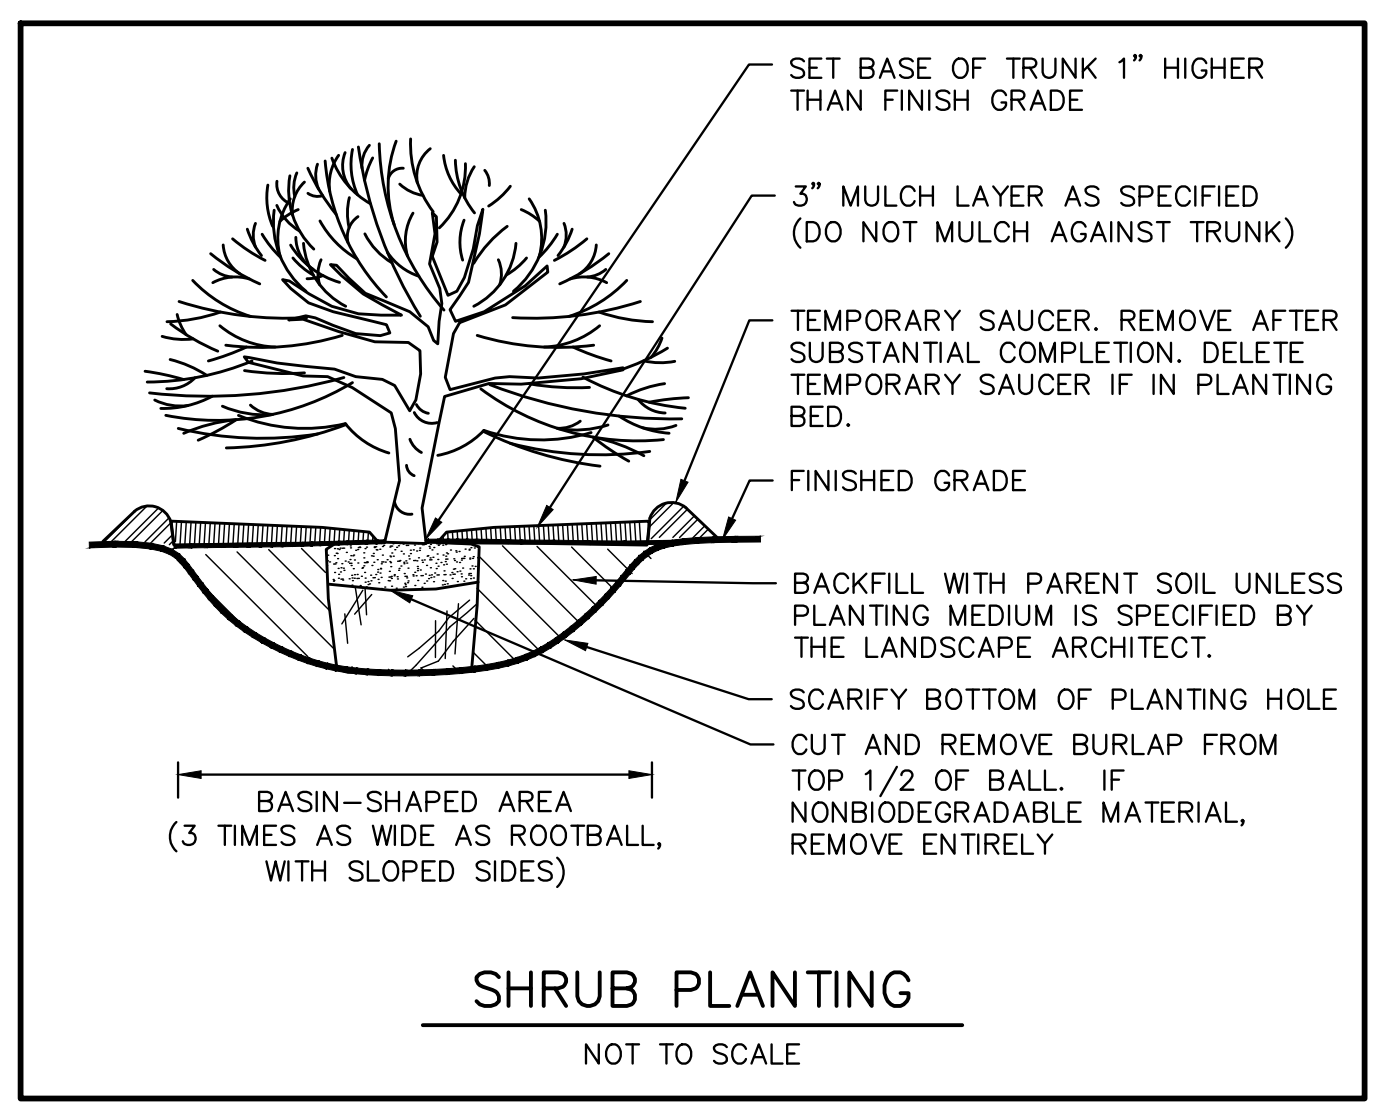 SET BASE OF TRUNK 1” HIGHER
THAN FINISH GRADE
3” MULCH LAYER AS SPECIFIED
(DO NOT MULCH AGAINST TRUNK)
TEMPORARY SAUCER. REMOVE AFTER
SUBSTANTIAL COMPLETION. DELETE
TEMPORARY SAUCER IF IN PLANTING
BED.
FINISHED GRADE
BACKFILL WITH PARENT SOIL UNLESS
PLANTING MEDIUM IS SPECIFIED BY
THE LANDSCAPE ARCHITECT.
SCARIFY BOTTOM OF PLANTING HOLE
CUT AND REMOVE BURLAP FROM
TOP 1/2 OF BALL. IF
NONBIODEGRADABLE MATERIAL,
REMOVE ENTIRELY
BASIN-SHAPED AREA
(3 TIMES AS WIDE AS ROOTBALL,
WITH SLOPED SIDES)
SHRUB PLANTING
NOT TO SCALE